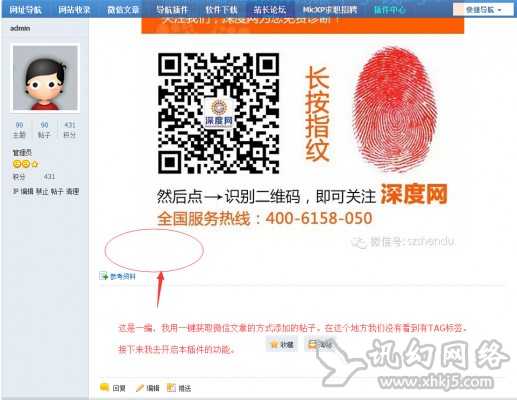 网址导航 网站收录 微信文章 导航插件 软件下载 站长论坛 MkXP求职招聘 插件中心 快捷导航
关注我们，深度网为您免费诊断！
admin
深度网
长按指纹
99 90 431
主题 帖子 积分
管理员
积分 431
IP 编辑 禁止 帖子 清理
然后点→识别二维码，即可关注 深度网
全国服务热线：400-6158-050
微信号: szshendu
参考资料
这是一编、我用一键获取微信文章的方式添加的帖子。在这个地方我们没有看到有TAG标签。
接下来我去开启本插件的功能。
收藏
回复 编辑 推送
讯幻网络
www.xhkj5.com